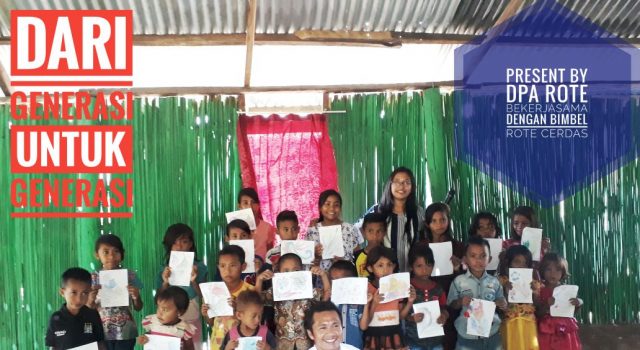 DARI
GENERASI
UNTUK
GENERASI
PRESENT BY
DPA ROTE
BEKERJASAMA
DENGAN BIMBEL
ROTE CERDAS